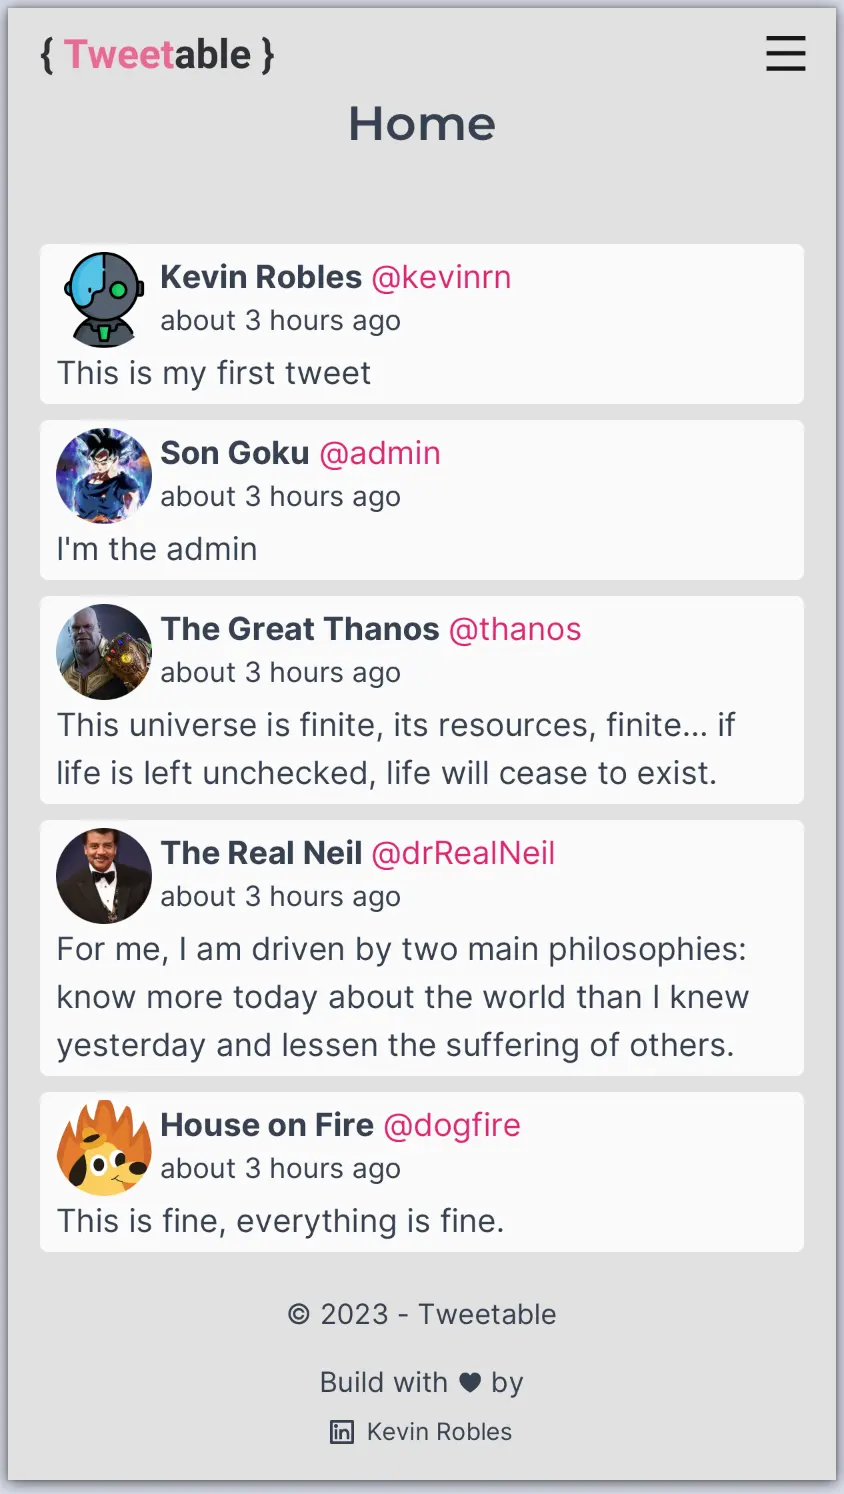 { Tweetable }
Home
Kevin Robles @kevinrn
about 3 hours ago
This is my first tweet
Son Goku @admin
about 3 hours ago
I'm the admin
The Great Thanos @thanos
about 3 hours ago
This universe is finite, its resources, finite... if
life is left unchecked, life will cease to exist.
The Real Neil @drRealNeil
about 3 hours ago
For me, I am driven by two main philosophies:
know more today about the world than I knew
yesterday and lessen the suffering of others.
House on Fire @dogfire
about 3 hours ago
This is fine, everything is fine.
© 2023 - Tweetable
Build with ♥ by
in Kevin Robles